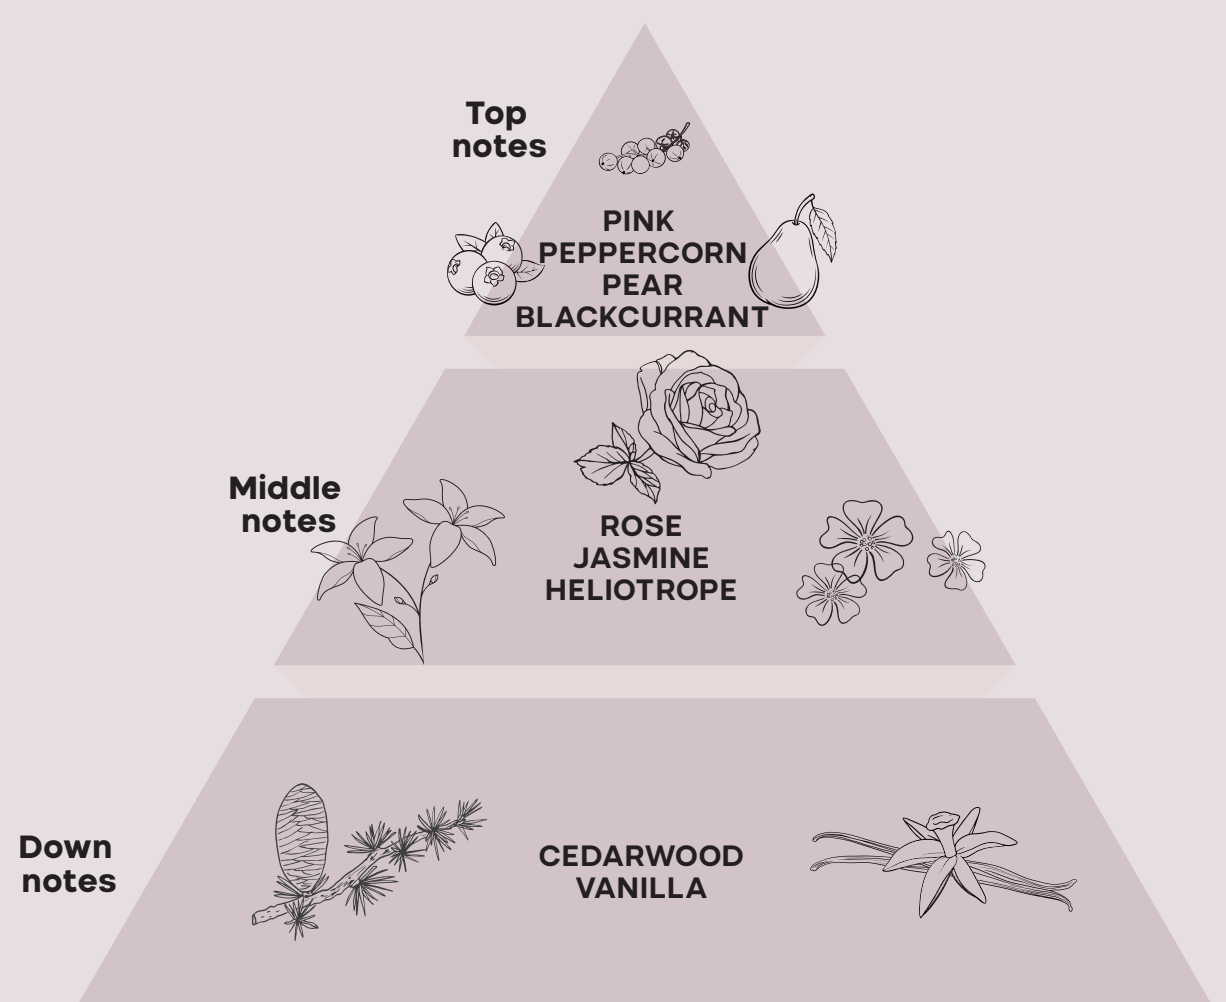 Top
notes
PINK
PEPPERCORN
PEAR
BLACKCURRANT
Middle
notes
ROSE
JASMINE
HELIOTROPE
Down
notes
CEDARWOOD
VANILLA